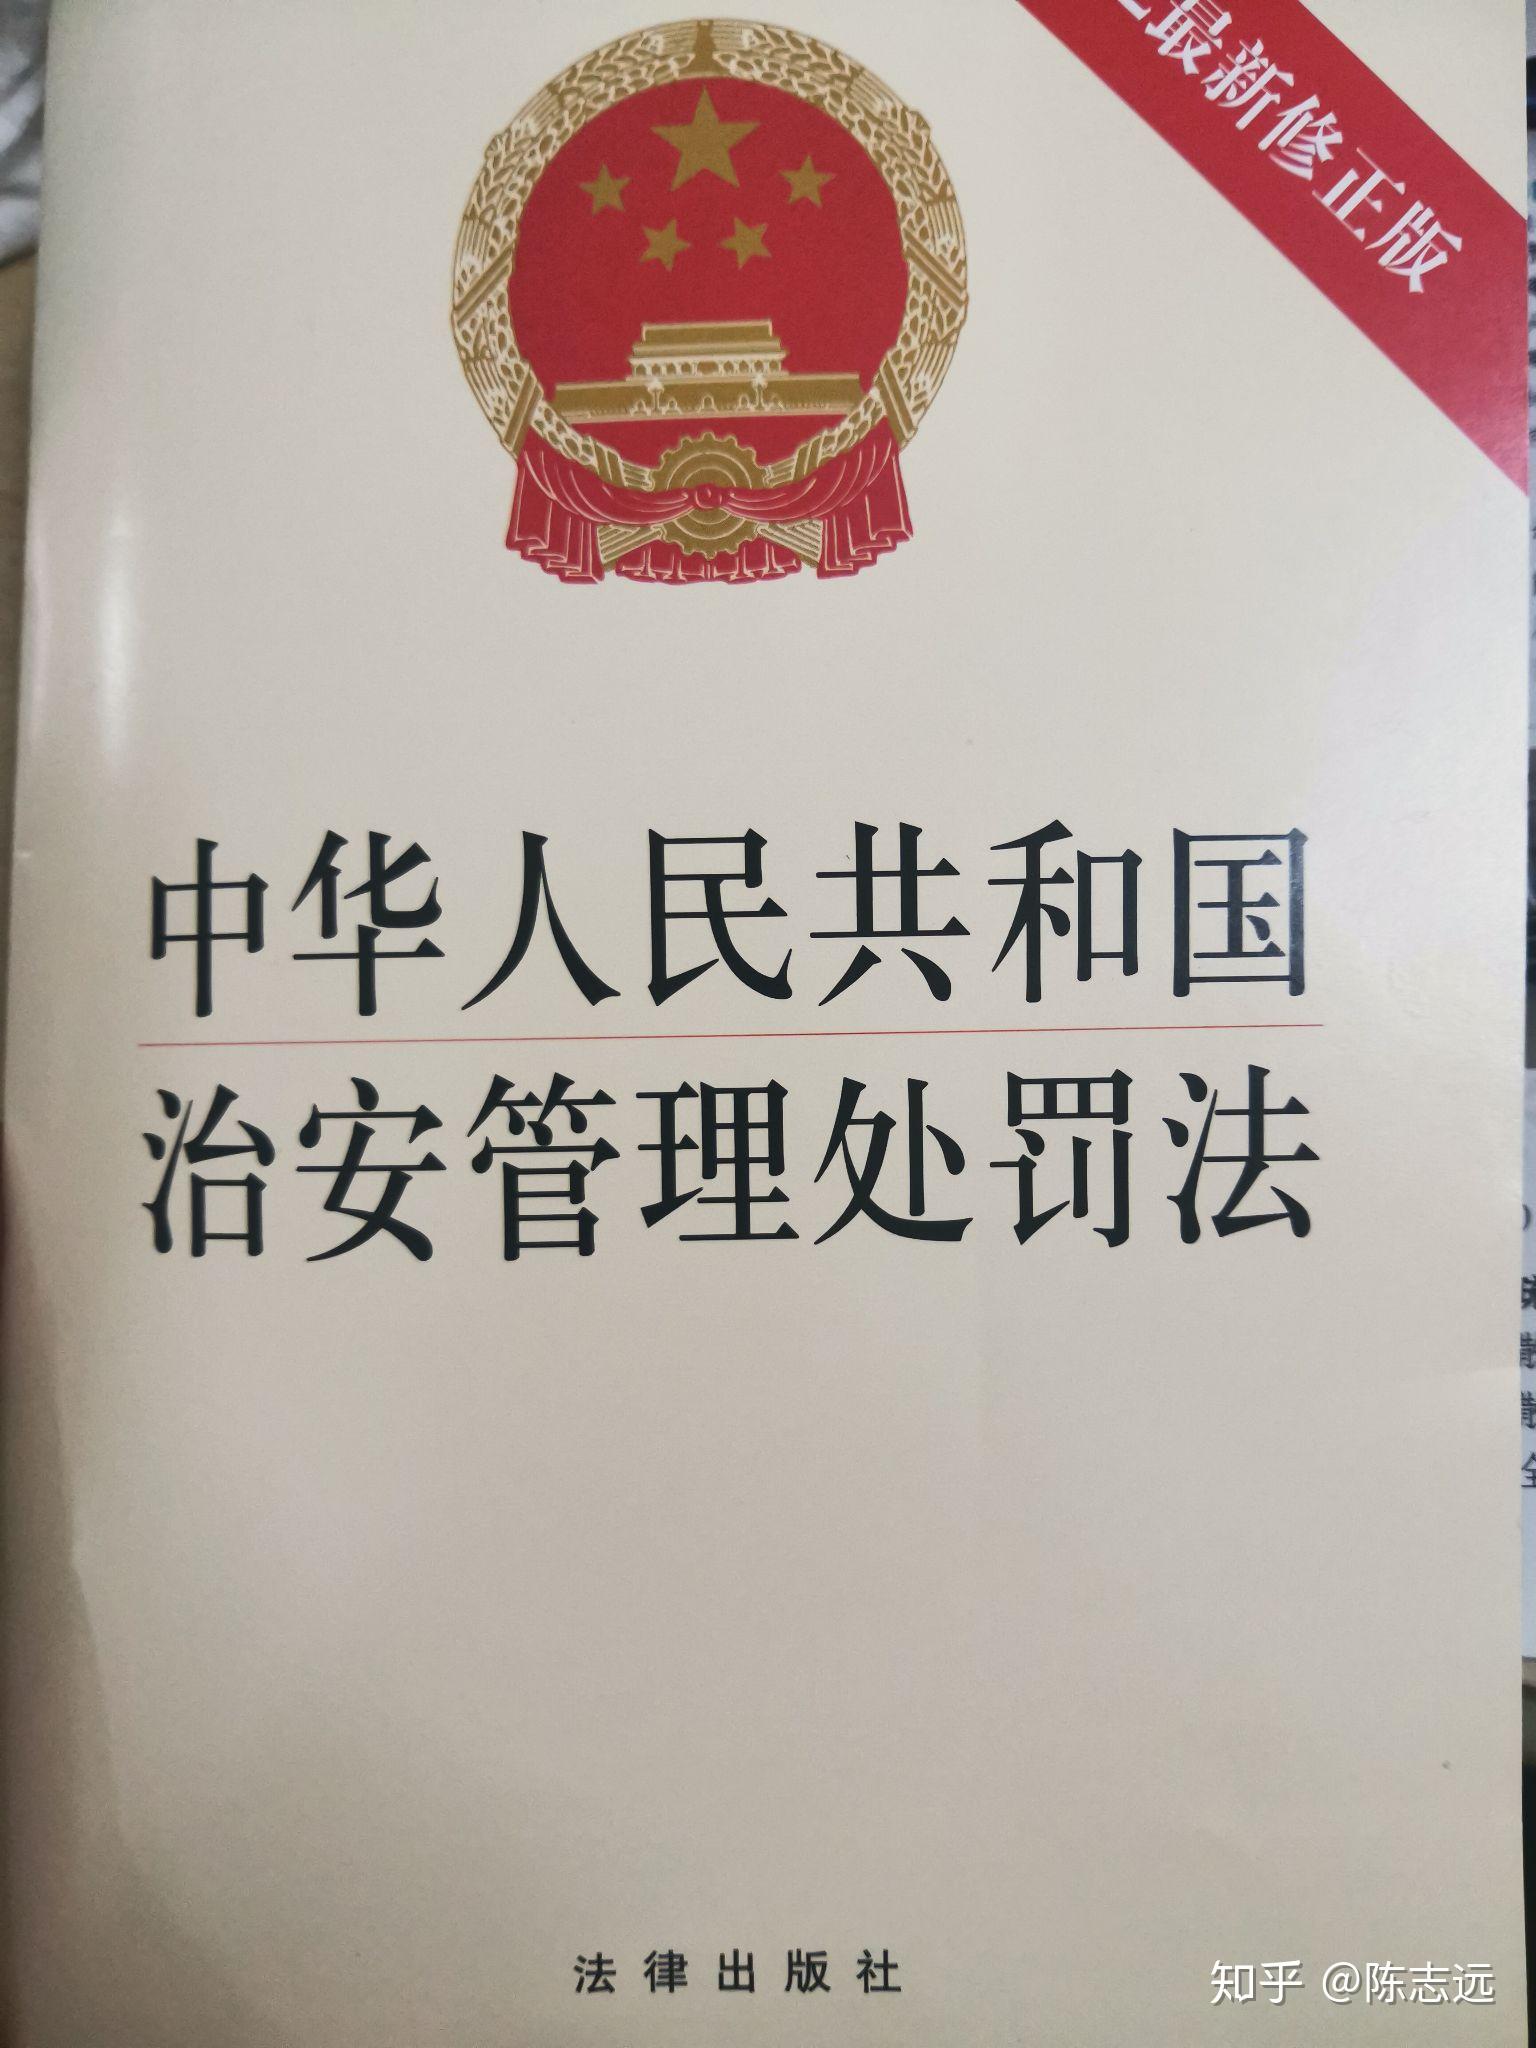 最新修正版
中华人民共和国
治安管理处罚法
法律出版社
知乎 @陈志远